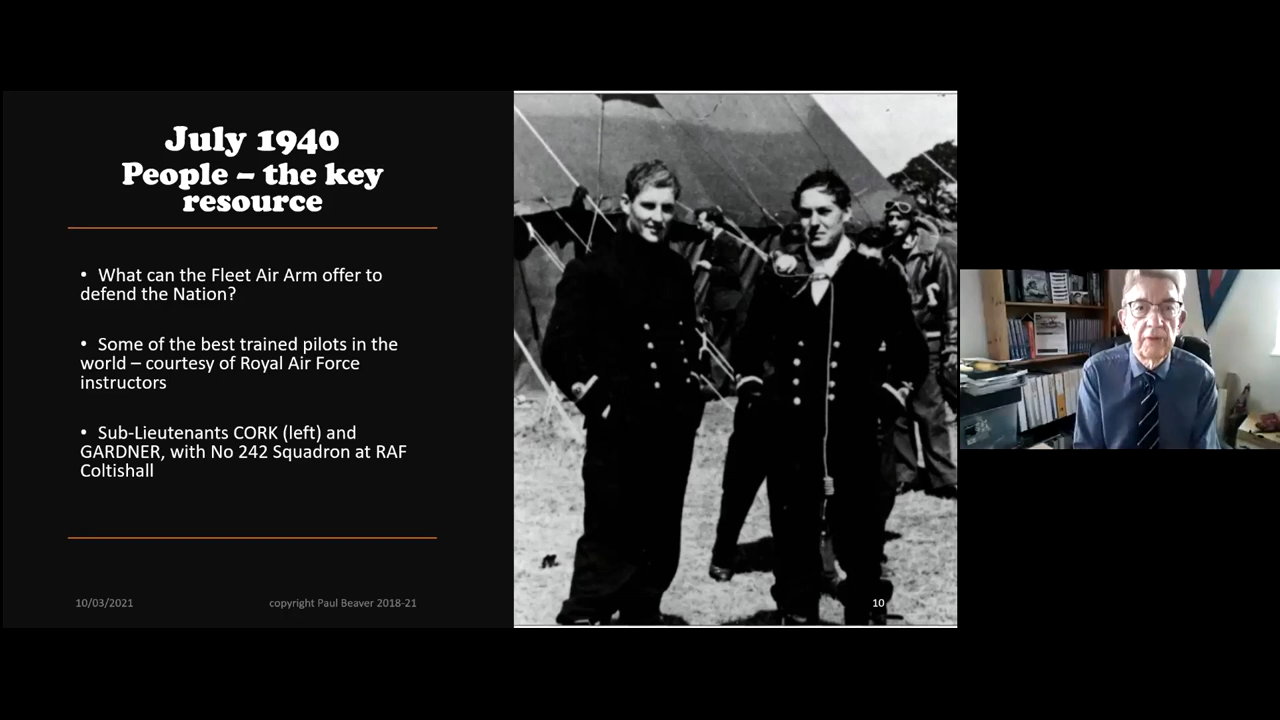 July 1940
People – the key
resource
• What can the Fleet Air Arm offer to
defend the Nation?
• Some of the best trained pilots in the
world – courtesy of Royal Air Force
instructors
• Sub-Lieutenants CORK (left) and
GARDNER, with No 242 Squadron at RAF
Coltishall
10/03/2021
copyright Paul Beaver 2018-21
10